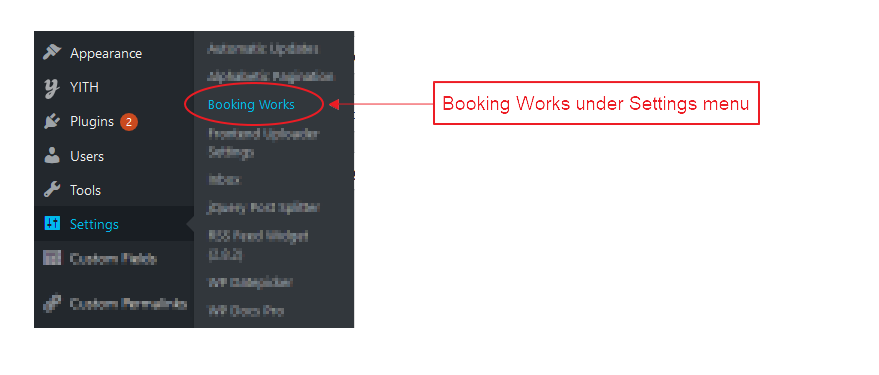 Appearance
YITH
Plugins 2
Users
Tools
Settings
Custom Fields
Custom Permalinks
Automatic Updates
Alphabetic Pagination
Booking Works
Frontend Uploader
Settings
Inbox
jQuery Post Splitter
RSS Feed Widget
(2.9.2)
WP Datepicker
WP Docs Pro
Booking Works under Settings menu